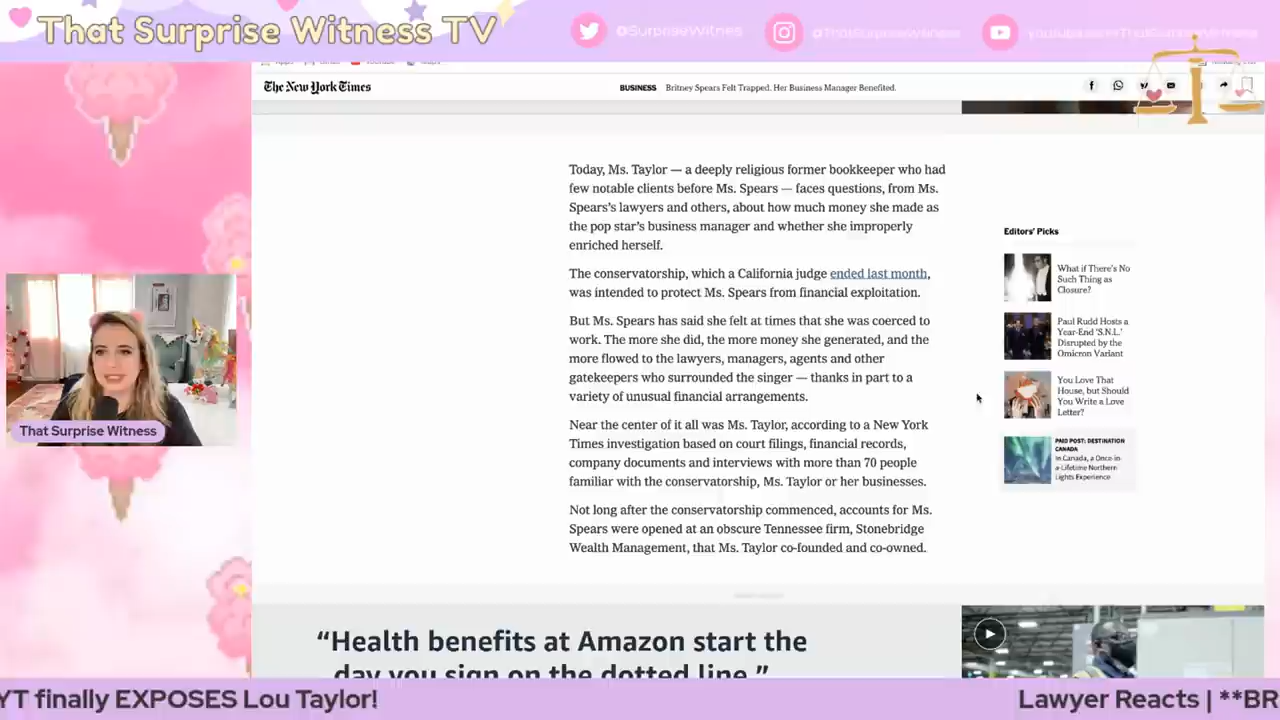 That Surprise Witness TV
@SurpriseWitnes
@ThatSurpriseWitness
The New York Times
BUSINESS Britney Spears Felt Trapped. Her Business Manager Benefited.
Today, Ms. Taylor — a deeply religious former bookkeeper who had
few notable clients before Ms. Spears — faces questions, from Ms.
Spears's lawyers and others, about how much money she made as
the pop star's business manager and whether she improperly
enriched herself.
The conservatorship, which a California judge ended last month,
was intended to protect Ms. Spears from financial exploitation.
But Ms. Spears has said she felt at times that she was coerced to
work. The more she did, the more money she generated, and the
more flowed to the lawyers, managers, agents and other
gatekeepers who surrounded the singer — thanks in part to a
variety of unusual financial arrangements.
Near the center of it all was Ms. Taylor, according to a New York
Times investigation based on court filings, financial records,
company documents and interviews with more than 70 people
familiar with the conservatorship, Ms. Taylor or her businesses.
Not long after the conservatorship commenced, accounts for Ms.
Spears were opened at an obscure Tennessee firm, Stonebridge
Wealth Management, that Ms. Taylor co-founded and co-owned.
Editors' Picks
What if There's No
Such Thing as
Closure?
Paul Rudd Hosts a
Year-End 'S.N.L.'
Disrupted by the
Omicron Variant
You Love That
House, but Should
You Write a Love
Letter?
PAID POST: DESTINATION
CANADA
In Canada, a Once-in-
a-Lifetime Northern
Lights Experience
That Surprise Witness
"Health benefits at Amazon start the
day you sign on the dotted line."
YT finally EXPOSES Lou Taylor!
Lawyer Reacts | **BR